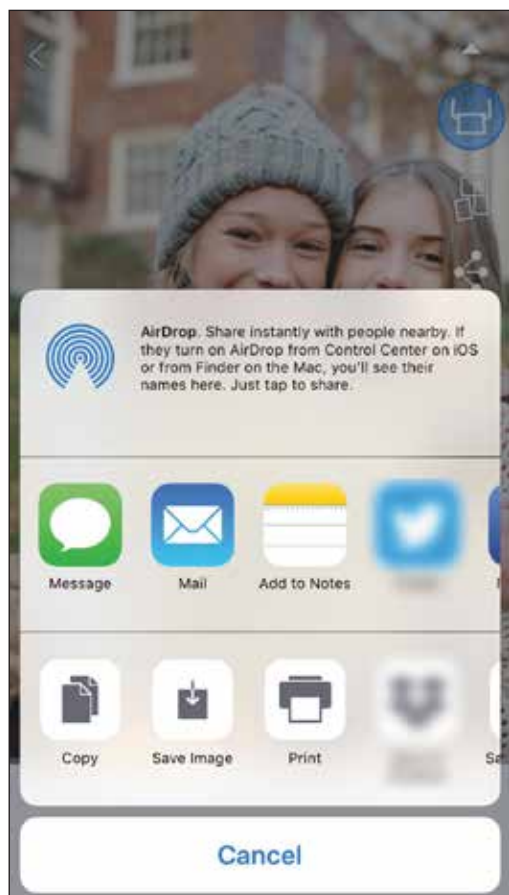 AirDrop. Share instantly with people nearby. If
they turn on AirDrop from Control Center on iOS
or from Finder on the Mac, you'll see their
names here. Just tap to share.
Message
Mail
Add to Notes
Copy
Save Image
Print
Cancel